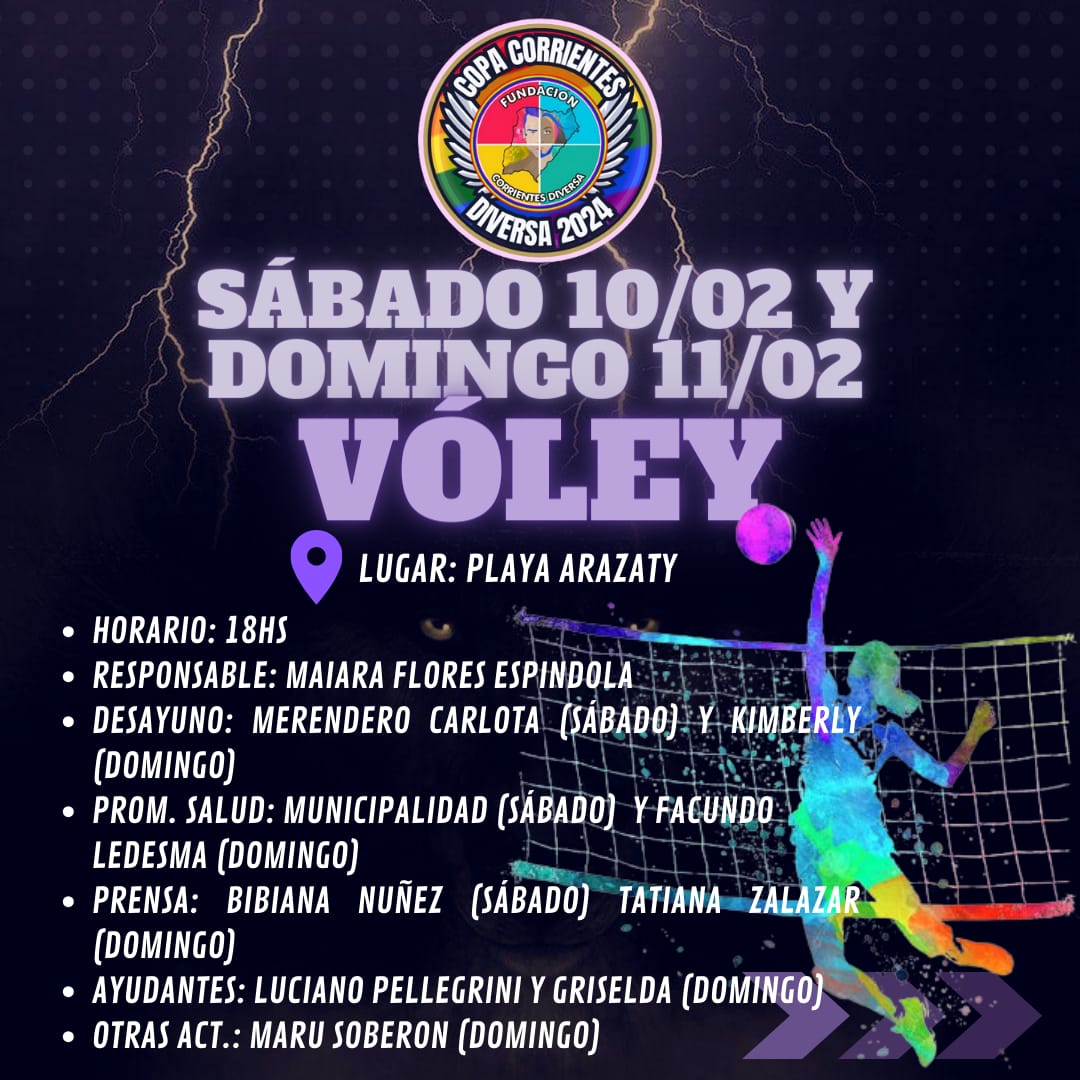 COPA CORRIENTES
FUNDACION
CORRIENTES DIVERSA
DIVERSA 2024
SÁBADO 10/02 Y
DOMINGO 11/02
VÓLEY
LUGAR: PLAYA ARAZATY
• HORARIO: 18HS
• RESPONSABLE: MAIARA FLORES ESPINDOLA
• DESAYUNO: MERENDERO CARLOTA (SÁBADO) Y KIMBERLY
(DOMINGO)
• PROM. SALUD: MUNICIPALIDAD (SÁBADO) Y FACUNDO
LEDESMA (DOMINGO)
• PRENSA: BIBIANA NUÑEZ (SÁBADO) TATIANA ZALAZAR
(DOMINGO)
• AYUDANTES: LUCIANO PELLEGRINI Y GRISELDA (DOMINGO)
• OTRAS ACT.: MARU SOBERON (DOMINGO)